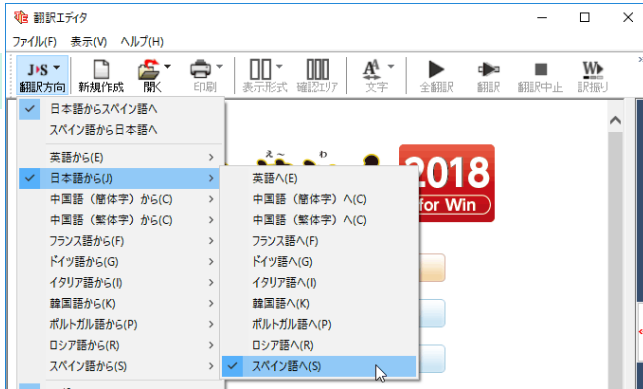 翻訳エディタ
ファイル(F) 表示(V) ヘルプ(H)
J▸S
翻訳方向 新規作成 開く 印刷 表示形式 確認エリア 文字 全翻訳 翻訳 翻訳中止 訳振り
日本語からスペイン語へ
スペイン語から日本語へ
英語から(E)
日本語から(J)
中国語（簡体字）から(C)
中国語（繁体字）から(C)
フランス語から(F)
ドイツ語から(G)
イタリア語から(I)
韓国語から(K)
ポルトガル語から(P)
ロシア語から(R)
スペイン語から(S)
え～ わ
2018
for Win
英語へ(E)
中国語（簡体字）へ(C)
中国語（繁体字）へ(C)
フランス語へ(F)
ドイツ語へ(G)
イタリア語へ(I)
韓国語へ(K)
ポルトガル語へ(P)
ロシア語へ(R)
スペイン語へ(S)